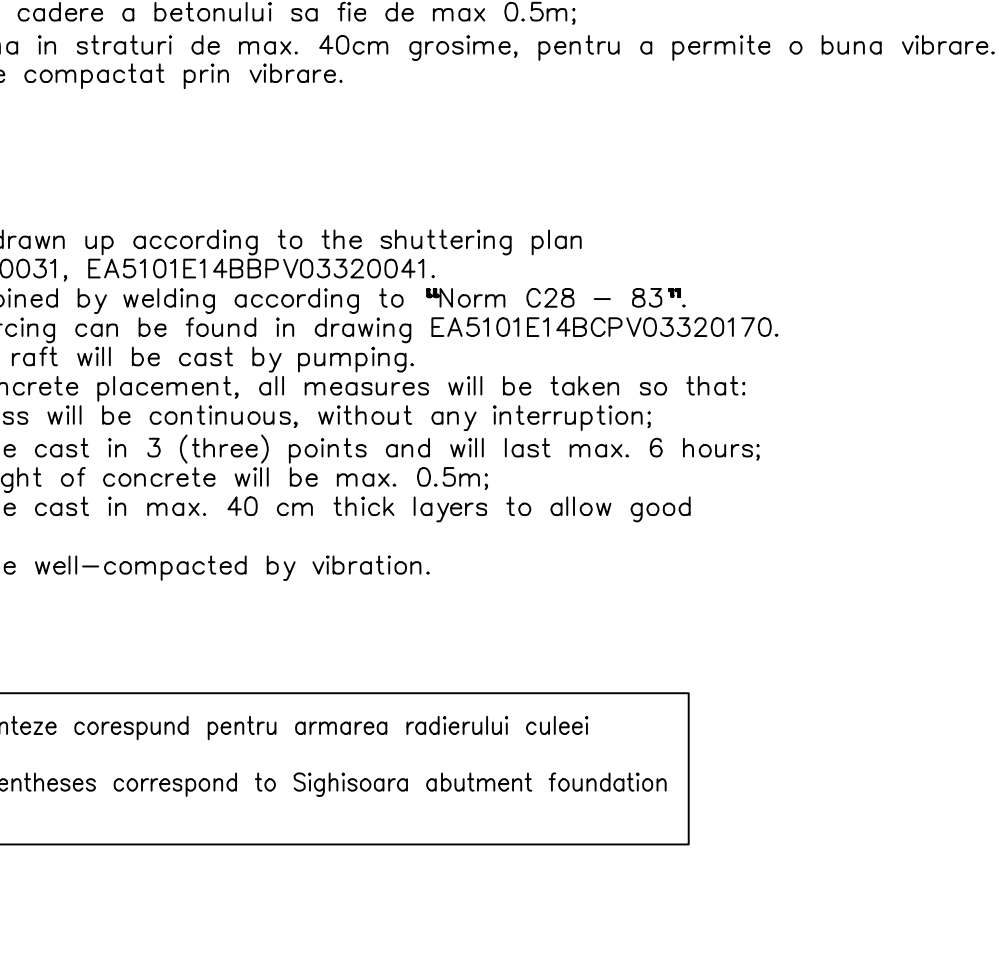 cadere a betonului sa fie de max 0.5m;
in straturi de max. 40cm grosime, pentru a permite o buna vibrare.
compactat prin vibrare.
drawn up according to the shuttering plan
0031, EA5101E14BBPV03320041.
oined by welding according to "Norm C28 – 83".
rcing can be found in drawing EA5101E14BCPV03320170.
raft will be cast by pumping.
ncrete placement, all measures will be taken so that:
ss will be continuous, without any interruption;
e cast in 3 (three) points and will last max. 6 hours;
ght of concrete will be max. 0.5m;
e cast in max. 40 cm thick layers to allow good
e well–compacted by vibration.
nteze corespund pentru armarea radierului culeei
entheses correspond to Sighisoara abutment foundation